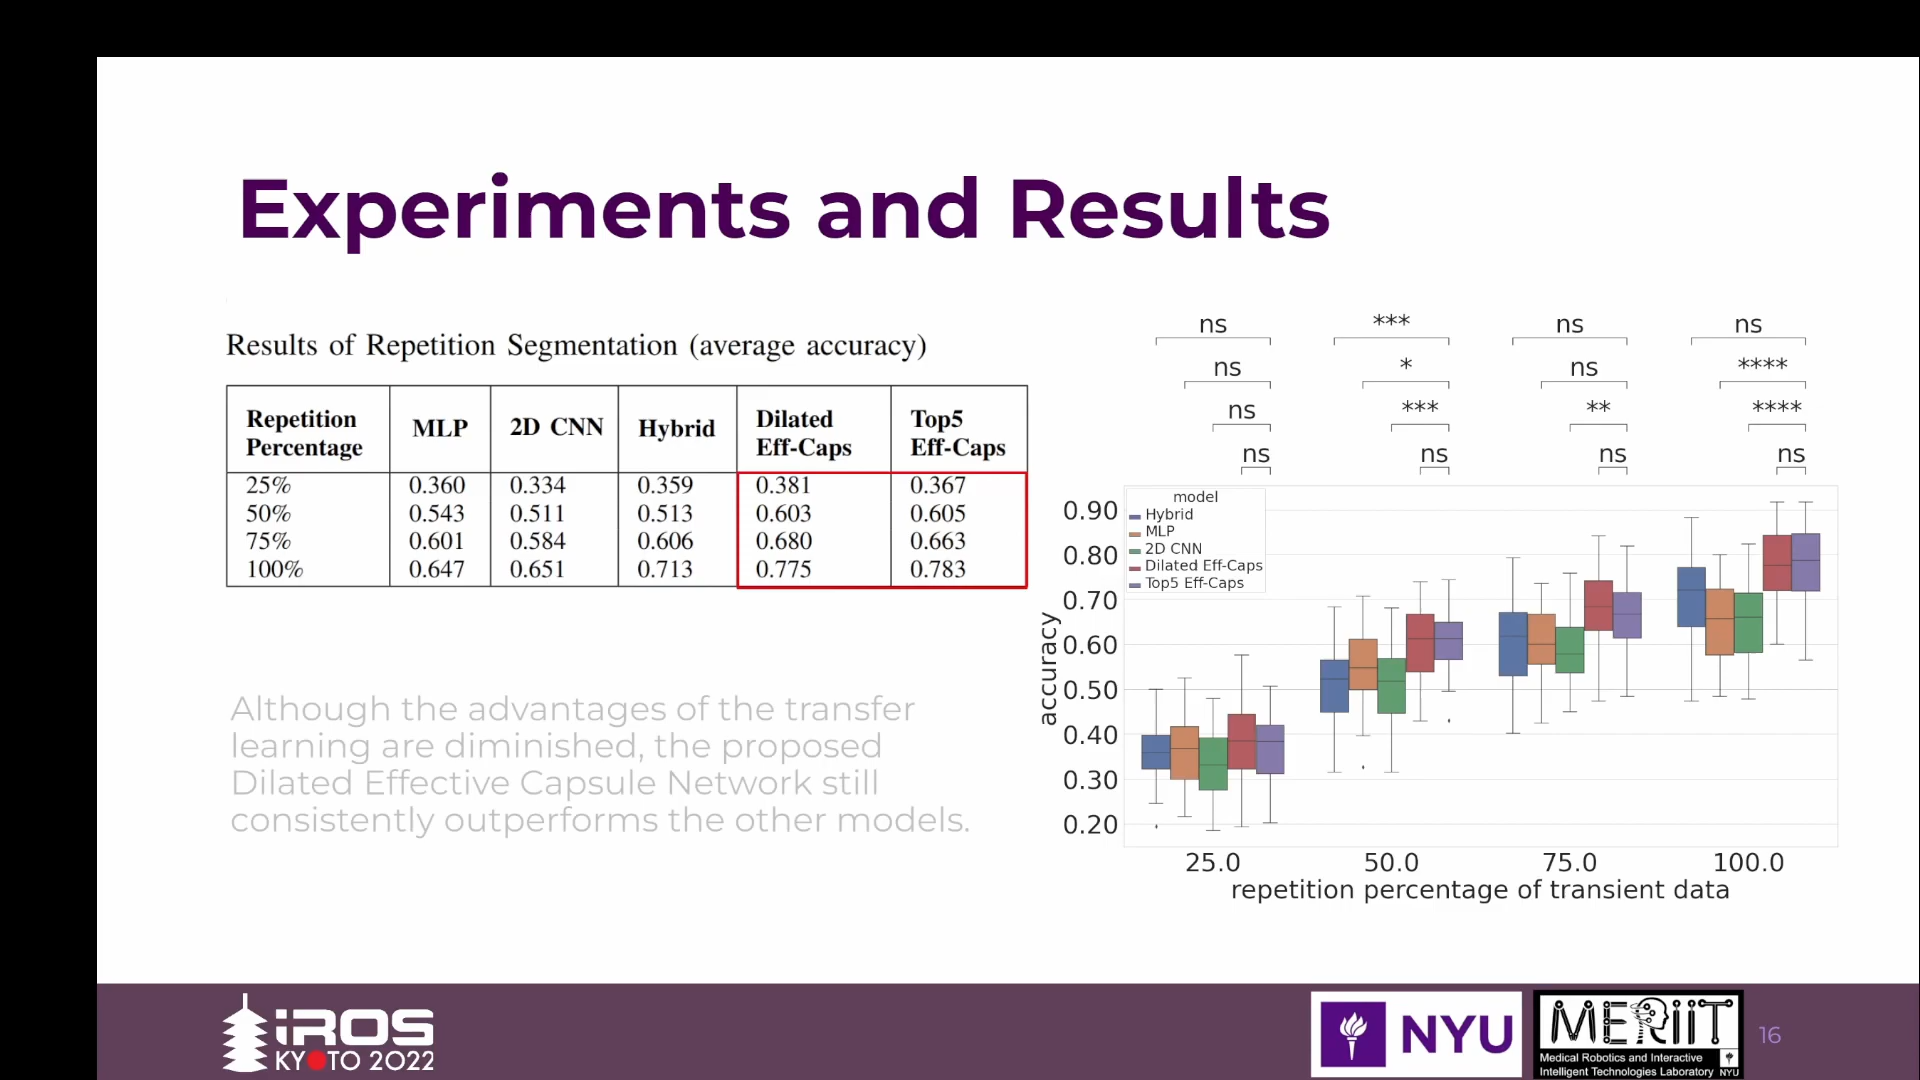 Experiments and Results
Results of Repetition Segmentation (average accuracy)
Repetition Percentage MLP 2D CNN Hybrid Dilated Eff-Caps Top5 Eff-Caps
25% 0.360 0.334 0.359 0.381 0.367
50% 0.543 0.511 0.513 0.603 0.605
75% 0.601 0.584 0.606 0.680 0.663
100% 0.647 0.651 0.713 0.775 0.783
Although the advantages of the transfer
learning are diminished, the proposed
Dilated Effective Capsule Network still
consistently outperforms the other models.
ns *** ns ns
ns * ns ****
ns *** ** ****
ns ns ns ns
model
Hybrid
MLP
2D CNN
Dilated Eff-Caps
Top5 Eff-Caps
accuracy
0.90
0.80
0.70
0.60
0.50
0.40
0.30
0.20
25.0 50.0 75.0 100.0
repetition percentage of transient data
iROS
KYOTO 2022
NYU
MERIIT
Medical Robotics and Interactive
Intelligent Technologies Laboratory NYU
16